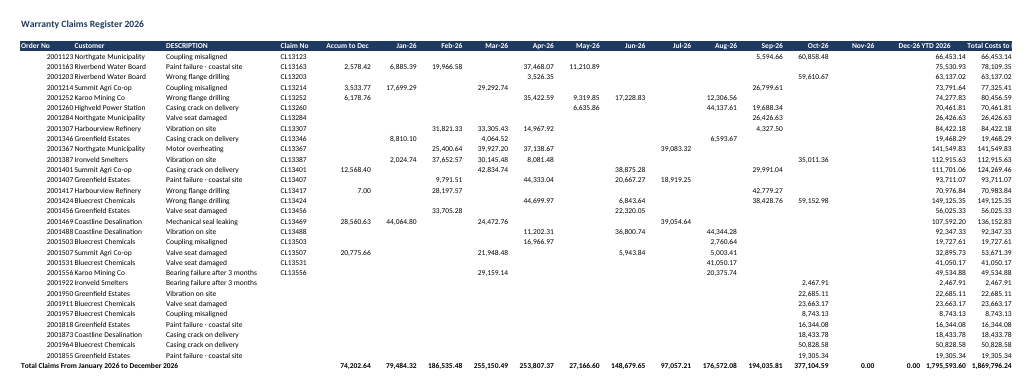 Warranty Claims Register 2026
Order No Customer DESCRIPTION Claim No Accum to Dec Jan-26 Feb-26 Mar-26 Apr-26 May-26 Jun-26 Jul-26 Aug-26 Sep-26 Oct-26 Nov-26 Dec-26 YTD 2026 Total Costs to
2001123 Northgate Municipality Coupling misaligned CL13123 5,594.66 60,858.48 66,453.14 66,453.14
2001163 Riverbend Water Board Paint failure - coastal site CL13163 2,578.42 6,885.39 19,966.58 37,468.07 11,210.89 75,530.93 78,109.35
2001203 Riverbend Water Board Wrong flange drilling CL13203 3,526.35 59,610.67 63,137.02 63,137.02
2001214 Summit Agri Co-op Coupling misaligned CL13214 3,533.77 17,699.29 29,292.74 26,799.61 73,791.64 77,325.41
2001252 Karoo Mining Co Wrong flange drilling CL13252 6,178.76 35,422.59 9,319.85 17,228.83 12,306.56 74,277.83 80,456.59
2001260 Highveld Power Station Casing crack on delivery CL13260 6,635.86 44,137.61 19,688.34 70,461.81 70,461.81
2001284 Northgate Municipality Valve seat damaged CL13284 26,426.63 26,426.63 26,426.63
2001307 Harbourview Refinery Vibration on site CL13307 31,821.33 33,305.43 14,967.92 4,327.50 84,422.18 84,422.18
2001346 Greenfield Estates Casing crack on delivery CL13346 8,810.10 4,064.52 6,593.67 19,468.29 19,468.29
2001367 Northgate Municipality Motor overheating CL13367 25,400.64 39,927.20 37,138.67 39,083.32 141,549.83 141,549.83
2001387 Ironveld Smelters Vibration on site CL13387 2,024.74 37,652.57 30,145.48 8,081.48 35,011.36 112,915.63 112,915.63
2001401 Summit Agri Co-op Casing crack on delivery CL13401 12,568.40 42,834.74 38,875.28 29,991.04 111,701.06 124,269.46
2001407 Greenfield Estates Paint failure - coastal site CL13407 9,791.51 44,333.04 20,667.27 18,919.25 93,711.07 93,711.07
2001417 Harbourview Refinery Wrong flange drilling CL13417 7.00 28,197.57 42,779.27 70,976.84 70,983.84
2001424 Bluecrest Chemicals Wrong flange drilling CL13424 44,699.97 6,843.64 38,428.76 59,152.98 149,125.35 149,125.35
2001456 Greenfield Estates Valve seat damaged CL13456 33,705.28 22,320.05 56,025.33 56,025.33
2001469 Coastline Desalination Mechanical seal leaking CL13469 28,560.63 44,064.80 24,472.76 39,054.64 107,592.20 136,152.83
2001488 Coastline Desalination Vibration on site CL13488 11,202.31 36,800.74 44,344.28 92,347.33 92,347.33
2001503 Bluecrest Chemicals Coupling misaligned CL13503 16,966.97 2,760.64 19,727.61 19,727.61
2001507 Summit Agri Co-op Valve seat damaged CL13507 20,775.66 21,948.48 5,943.84 5,003.41 32,895.73 53,671.39
2001531 Bluecrest Chemicals Valve seat damaged CL13531 41,050.17 41,050.17 41,050.17
2001556 Karoo Mining Co Bearing failure after 3 months CL13556 29,159.14 20,375.74 49,534.88 49,534.88
2001922 Ironveld Smelters Bearing failure after 3 months 2,467.91 2,467.91 2,467.91
2001950 Greenfield Estates Vibration on site 22,685.11 22,685.11 22,685.11
2001911 Bluecrest Chemicals Valve seat damaged 23,663.17 23,663.17 23,663.17
2001957 Bluecrest Chemicals Coupling misaligned 8,743.13 8,743.13 8,743.13
2001818 Greenfield Estates Paint failure - coastal site 16,344.08 16,344.08 16,344.08
2001873 Coastline Desalination Casing crack on delivery 18,433.78 18,433.78 18,433.78
2001964 Bluecrest Chemicals Casing crack on delivery 50,828.58 50,828.58 50,828.58
2001855 Greenfield Estates Paint failure - coastal site 19,305.34 19,305.34 19,305.34
Total Claims From January 2026 to December 2026 74,202.64 79,484.32 186,535.48 255,150.49 253,807.37 27,166.60 148,679.65 97,057.21 176,572.08 194,035.81 377,104.59 0.00 0.00 1,795,593.60 1,869,796.24